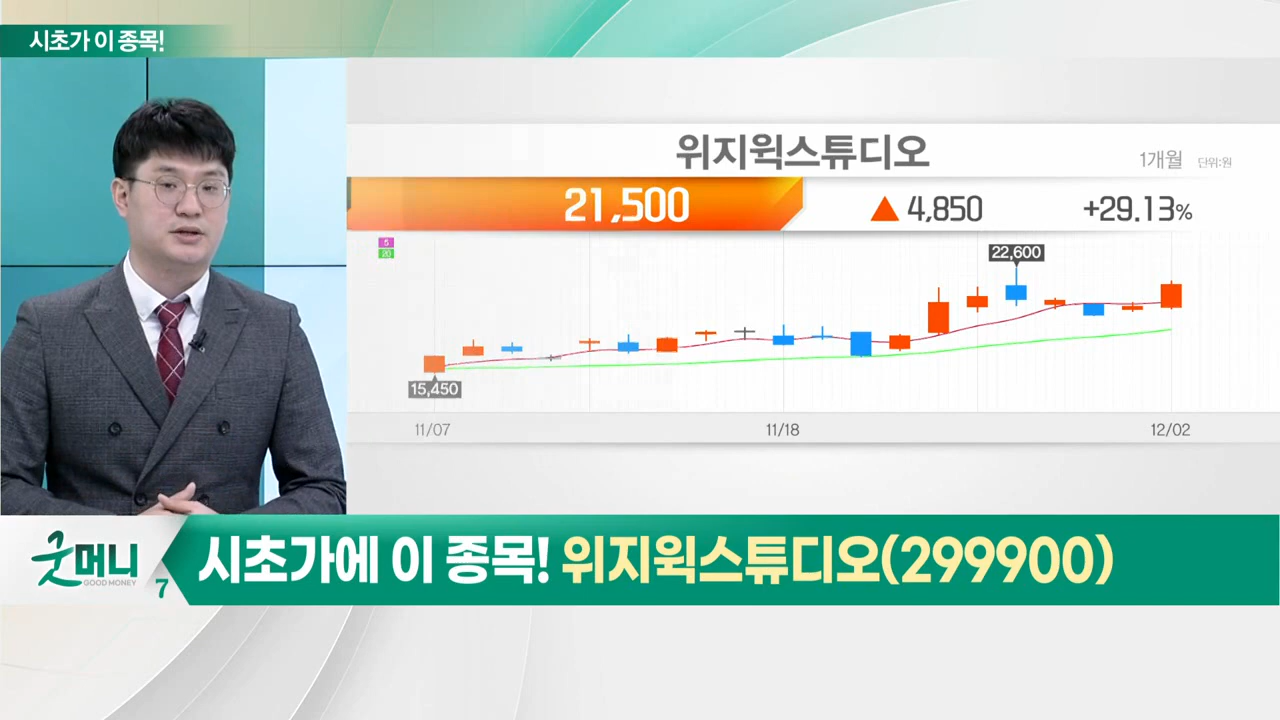 시초가 이 종목!
위지윅스튜디오
1개월 단위:원
21,500 ▲ 4,850 +29.13%
5
20
22,600
15,450
11/07 11/18 12/02
굿머니
GOOD MONEY
7
시초가에 이 종목! 위지윅스튜디오(299900)